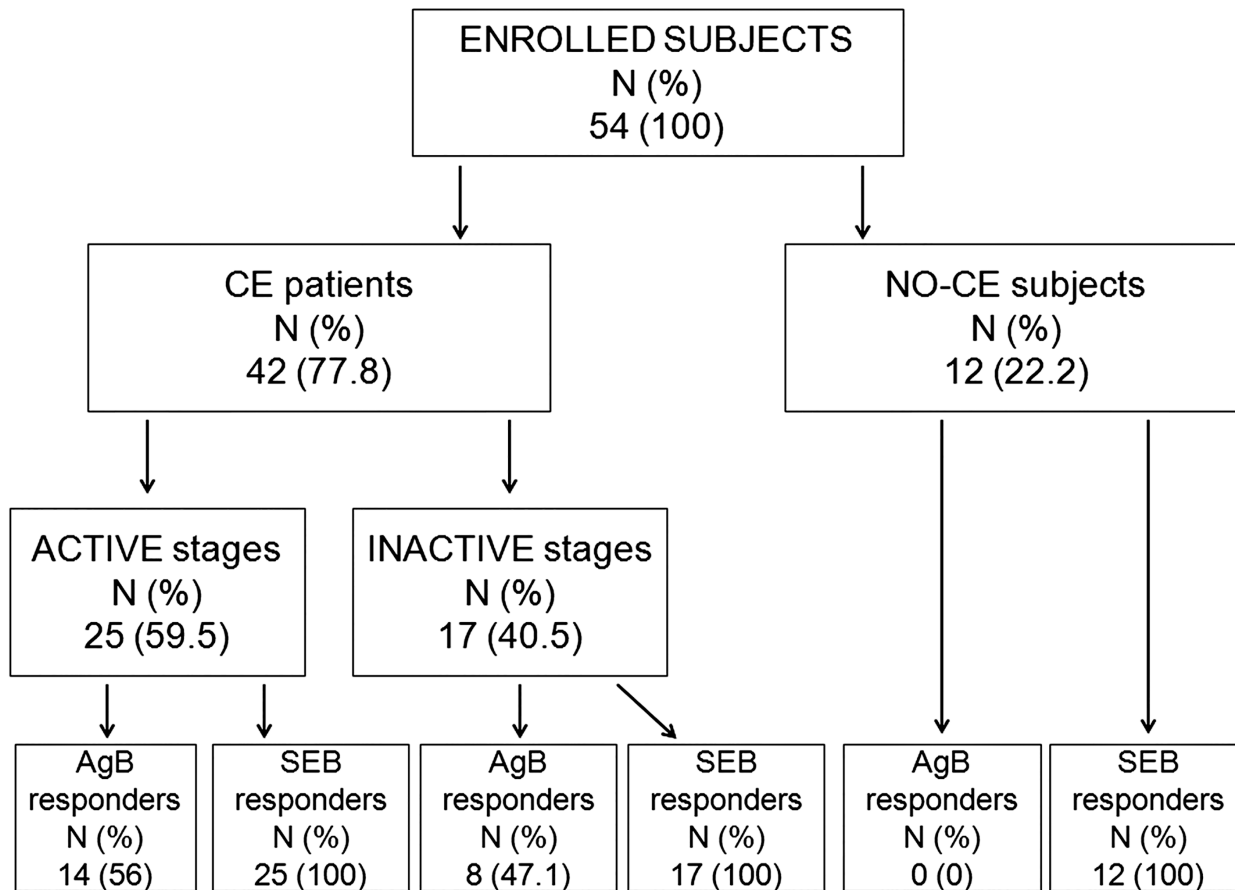 ENROLLED SUBJECTS
N (%)
54 (100)
CE patients
N (%)
42 (77.8)
NO-CE subjects
N (%)
12 (22.2)
ACTIVE stages
N (%)
25 (59.5)
INACTIVE stages
N (%)
17 (40.5)
AgB
responders
N (%)
14 (56)
SEB
responders
N (%)
25 (100)
AgB
responders
N (%)
8 (47.1)
SEB
responders
N (%)
17 (100)
AgB
responders
N (%)
0 (0)
SEB
responders
N (%)
12 (100)